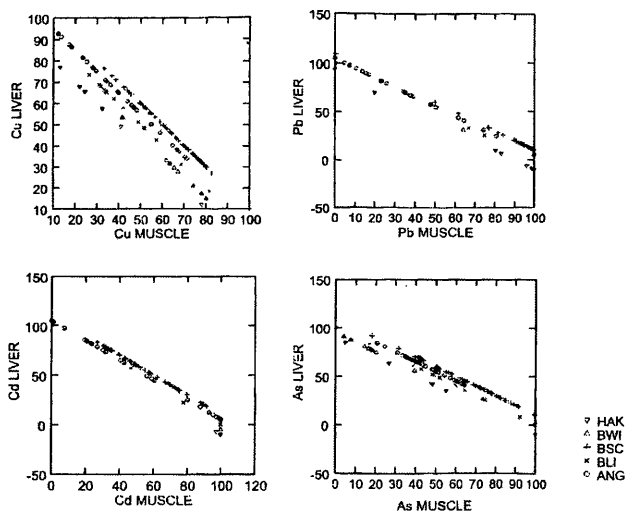 100
90
80
70
60
50
40
30
20
10
Cu LIVER
10 20 30 40 50 60 70 80 90 100
Cu MUSCLE
150
100
50
0
-50
Pb LIVER
0 10 20 30 40 50 60 70 80 90 100
Pb MUSCLE
150
100
50
0
-50
Cd LIVER
0 20 40 60 80 100 120
Cd MUSCLE
150
100
50
0
-50
As LIVER
0 10 20 30 40 50 60 70 80 90 100
As MUSCLE
HAK
BWI
BSC
BLI
ANG